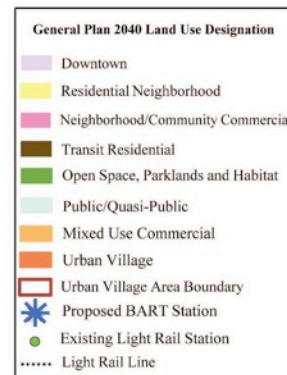 General Plan 2040 Land Use Designation
Downtown
Residential Neighborhood
Neighborhood/Community Commercia
Transit Residential
Open Space, Parklands and Habitat
Public/Quasi-Public
Mixed Use Commercial
Urban Village
Urban Village Area Boundary
Proposed BART Station
Existing Light Rail Station
Light Rail Line